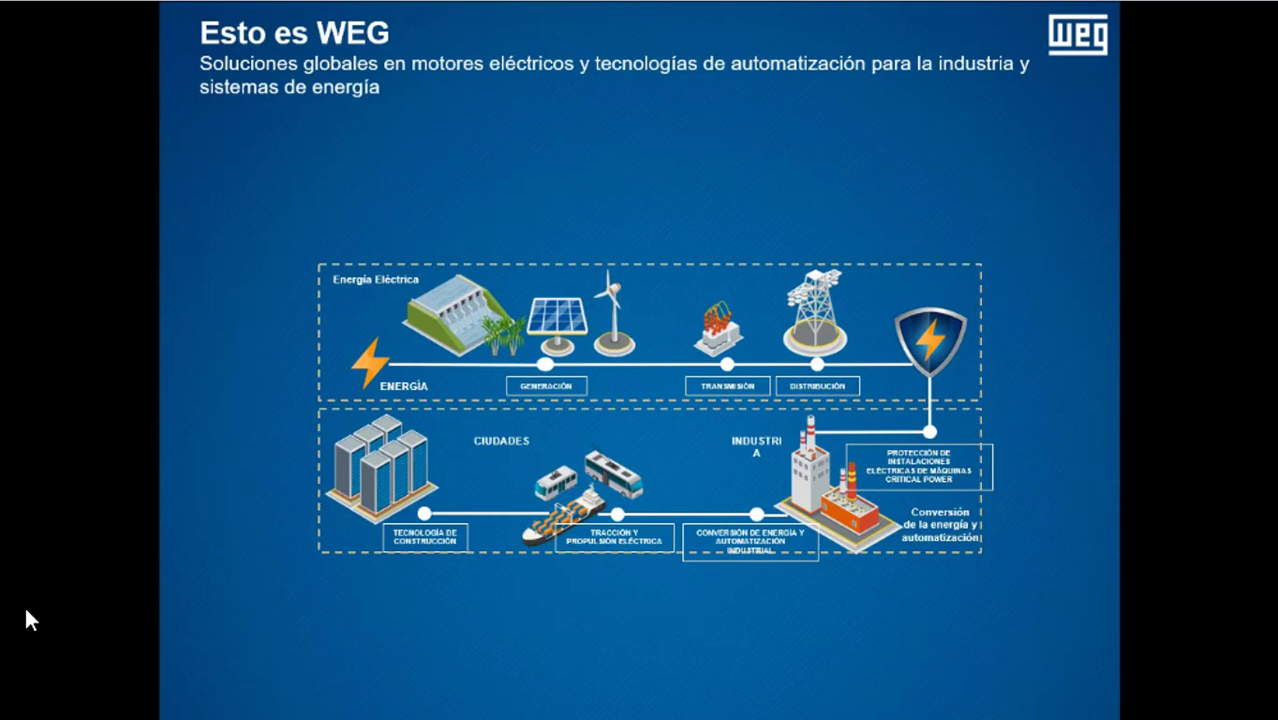 Esto es WEG
weg
Soluciones globales en motores eléctricos y tecnologías de automatización para la industria y
sistemas de energía
Energía Eléctrica
ENERGÍA
GENERACIÓN
TRANSMISIÓN
DISTRIBUCIÓN
CIUDADES
INDUSTRI
A
PROTECCIÓN DE
INSTALACIONES
ELÉCTRICAS DE MÁQUINAS
CRITICAL POWER
Conversión
de la energía y
automatización
TECNOLOGÍA DE
CONSTRUCCIÓN
TRACCIÓN Y
PROPULSIÓN ELÉCTRICA
CONVERSIÓN DE ENERGÍA Y
AUTOMATIZACIÓN
INDUSTRIAL